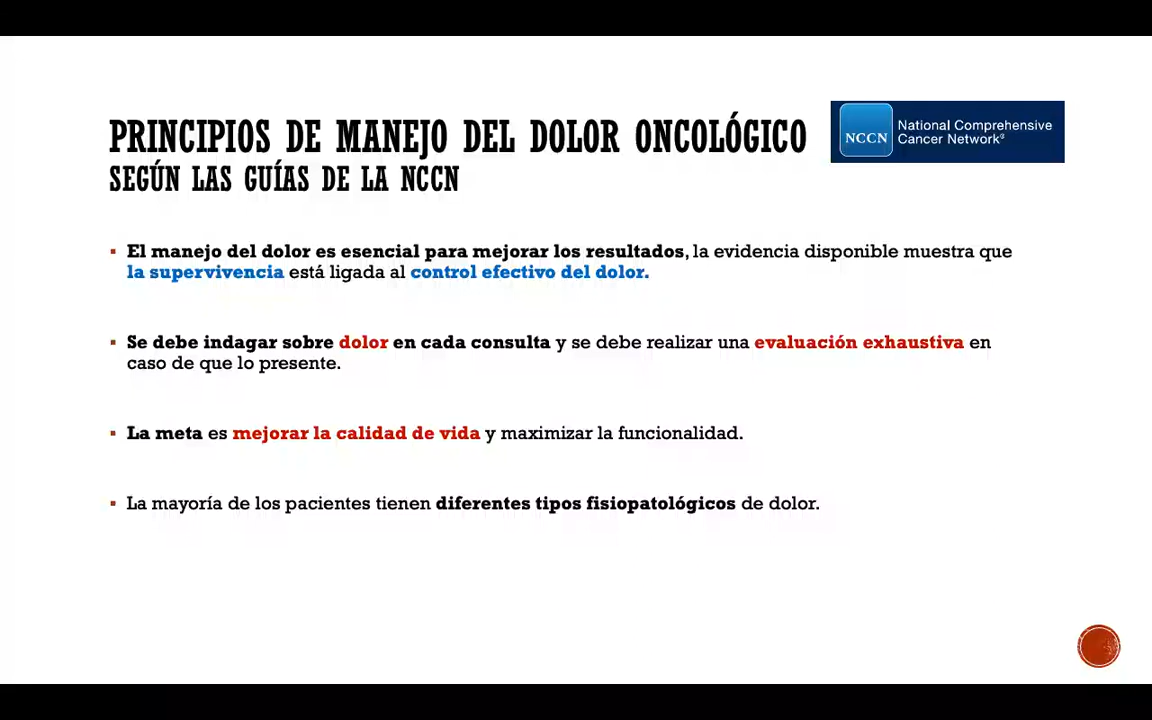 PRINCIPIOS DE MANEJO DEL DOLOR ONCOLÓGICO
SEGÚN LAS GUÍAS DE LA NCCN
NCCN
National Comprehensive
Cancer Network®
▪ El manejo del dolor es esencial para mejorar los resultados, la evidencia disponible muestra que
la supervivencia está ligada al control efectivo del dolor.
▪ Se debe indagar sobre dolor en cada consulta y se debe realizar una evaluación exhaustiva en
caso de que lo presente.
▪ La meta es mejorar la calidad de vida y maximizar la funcionalidad.
▪ La mayoría de los pacientes tienen diferentes tipos fisiopatológicos de dolor.